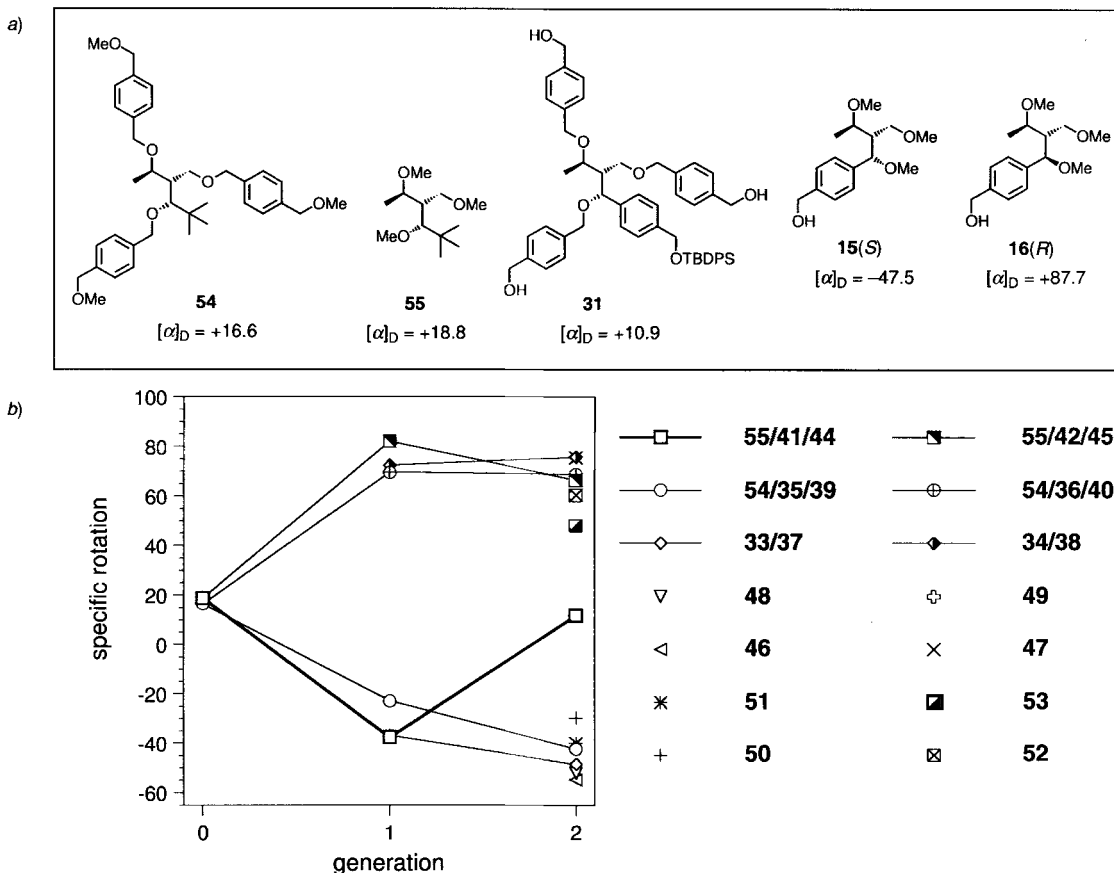 a)
MeO
O
O
O
OMe
OMe
54
[α]D = +16.6
OMe
OMe
MeO
55
[α]D = +18.8
HO
O
O
OH
O
OTBDPS
OH
31
[α]D = +10.9
OMe
OMe
OMe
OH
15(S)
[α]D = –47.5
OMe
OMe
OMe
OH
16(R)
[α]D = +87.7
b)
specific rotation
100
80
60
40
20
0
-20
-40
-60
0 1 2
generation
55/41/44 55/42/45
54/35/39 54/36/40
33/37 34/38
48 49
46 47
51 53
50 52